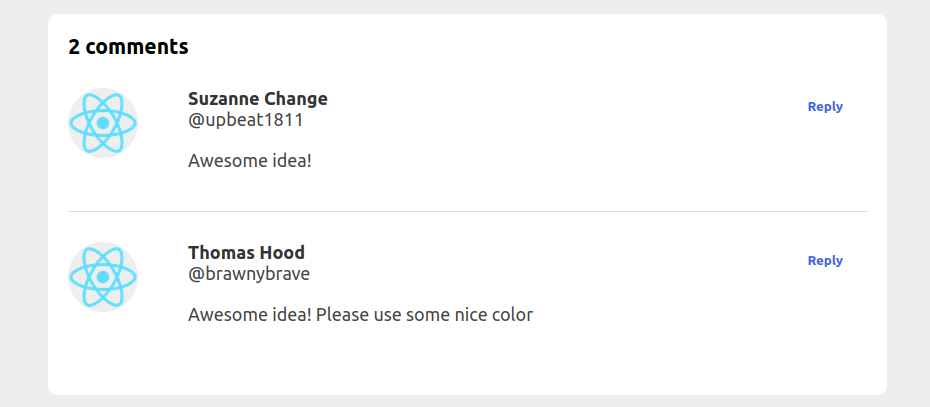 2 comments
Suzanne Change
Reply
@upbeat1811
Awesome idea!
Thomas Hood
Reply
@brawnybrave
Awesome idea! Please use some nice color